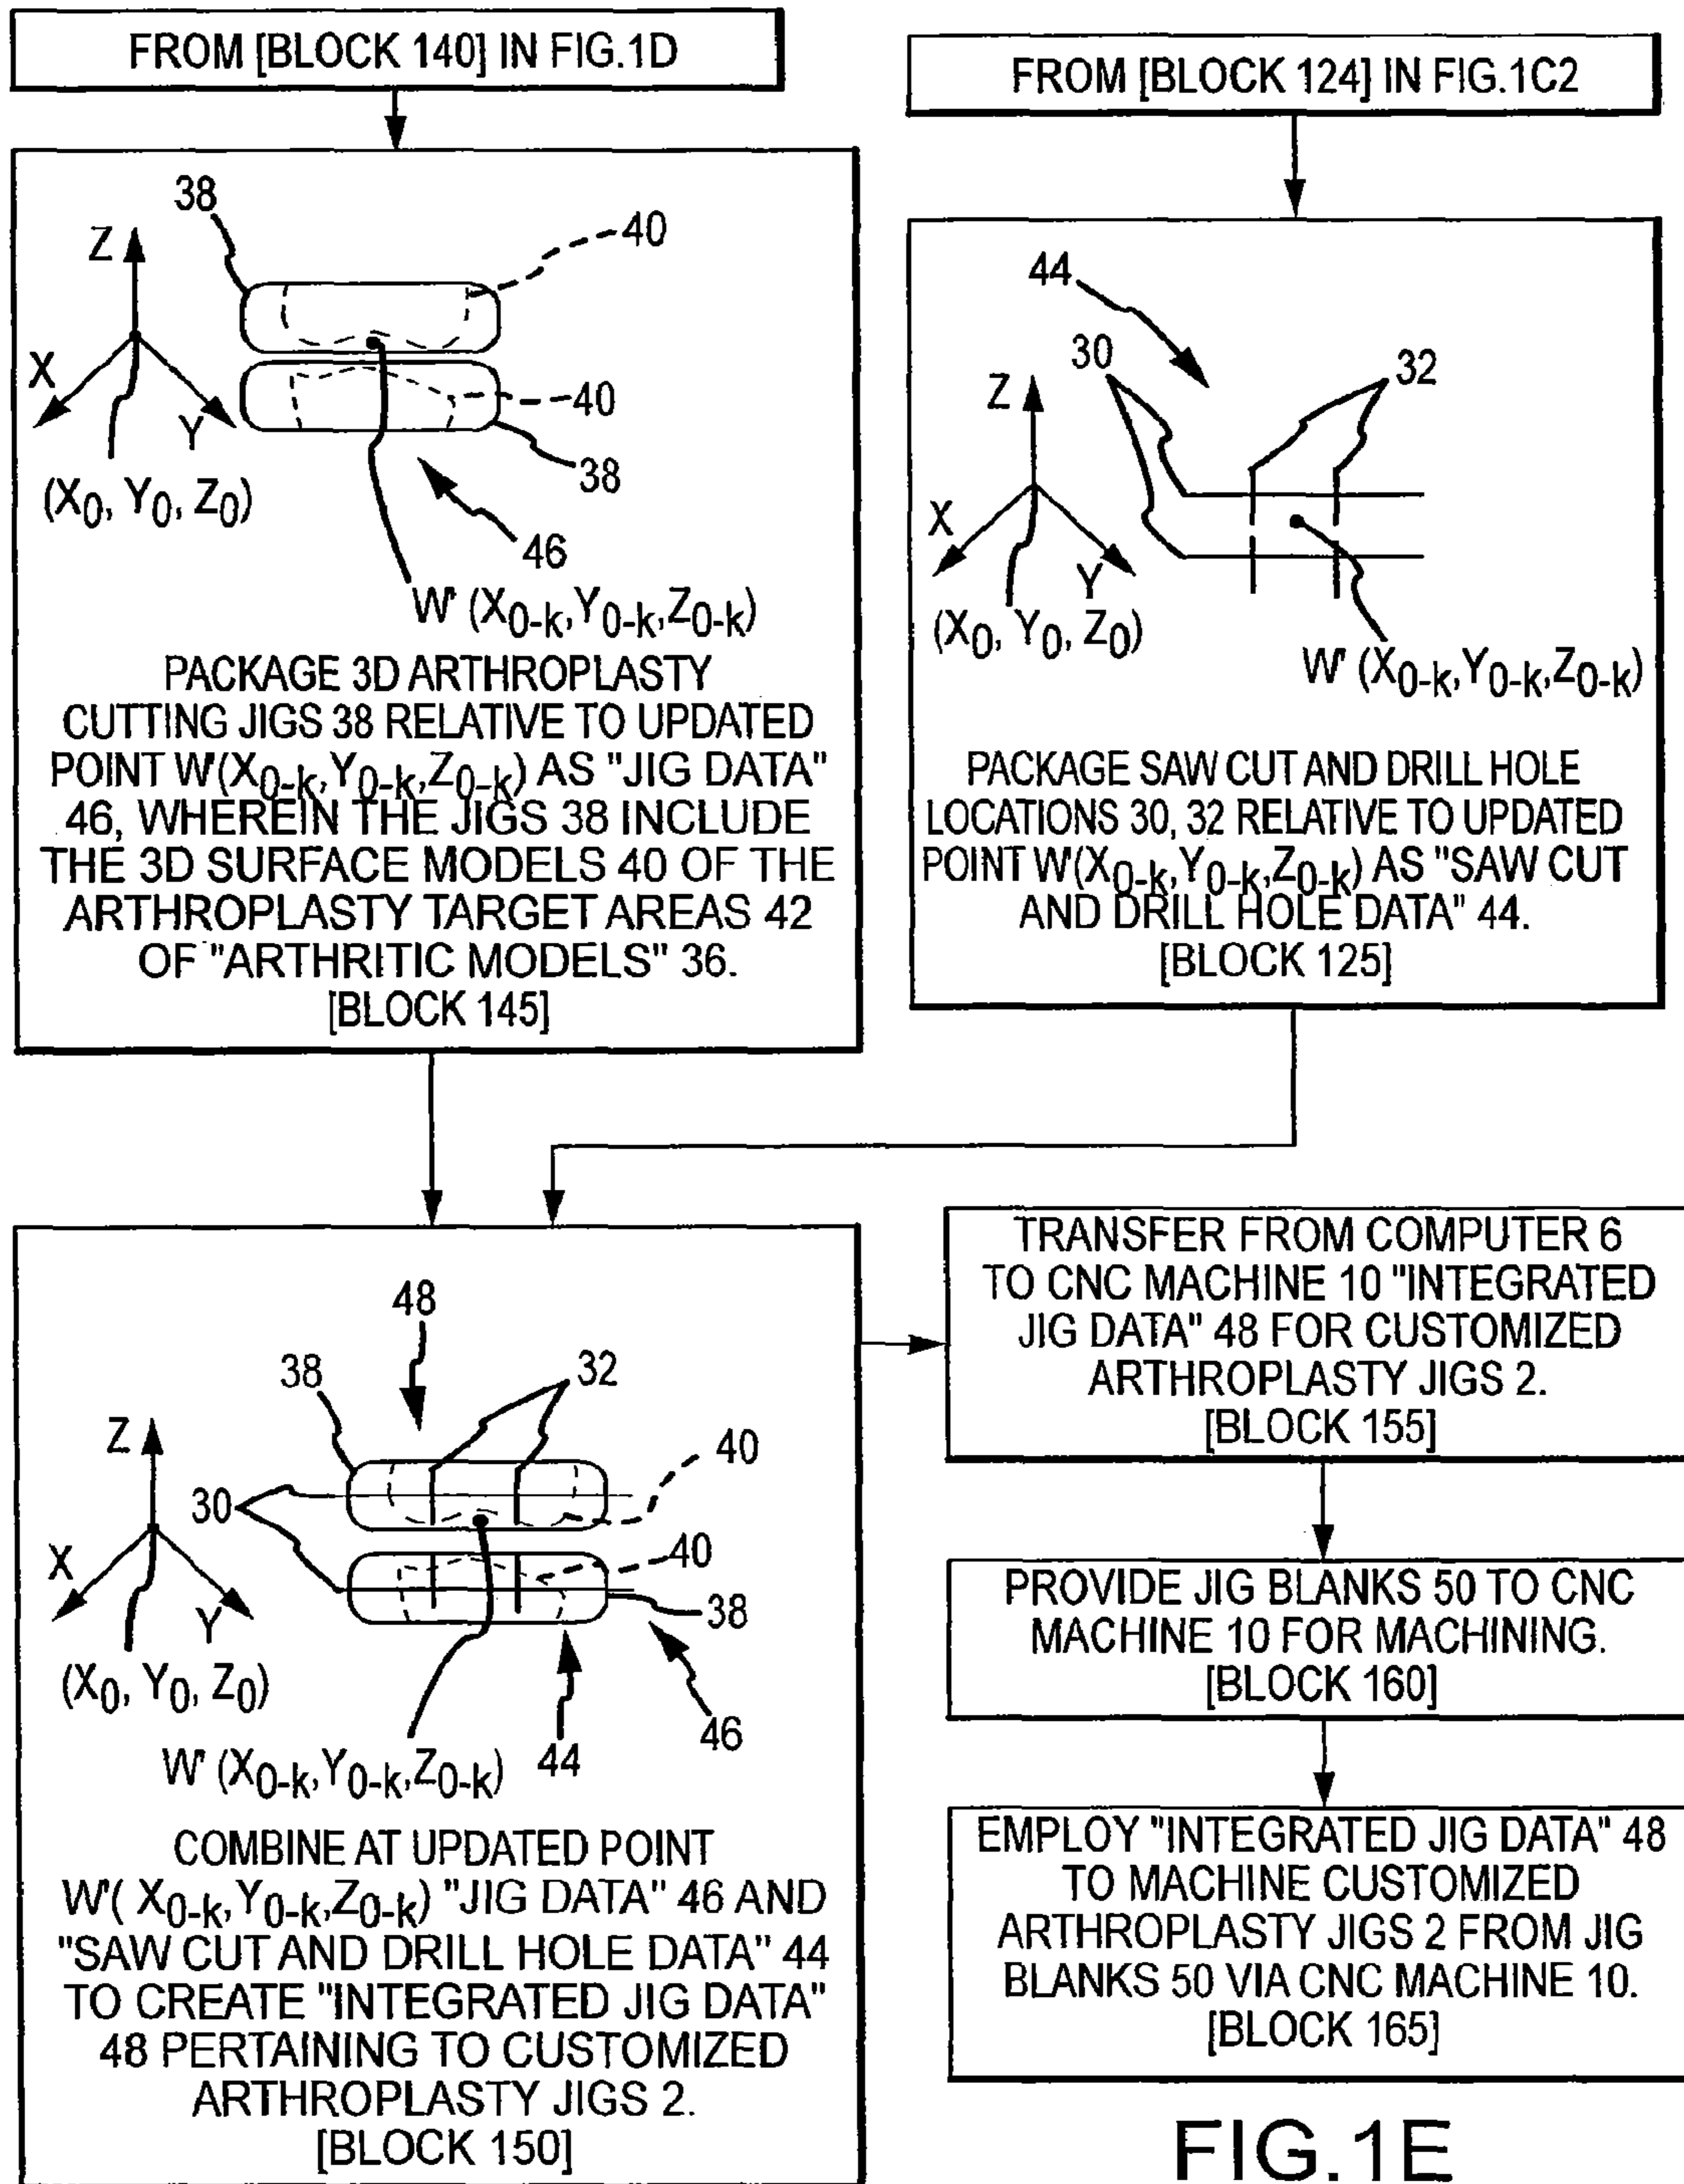 FROM [BLOCK 140] IN FIG.1D
38
40
Z
X
Y
40
38
(X0, Y0, Z0)
46
W' (X0-k,Y0-k,Z0-k)
PACKAGE 3D ARTHROPLASTY
CUTTING JIGS 38 RELATIVE TO UPDATED
POINT W'(X0-k,Y0-k,Z0-k) AS "JIG DATA"
46, WHEREIN THE JIGS 38 INCLUDE
THE 3D SURFACE MODELS 40 OF THE
ARTHROPLASTY TARGET AREAS 42
OF "ARTHRITIC MODELS" 36.
[BLOCK 145]
FROM [BLOCK 124] IN FIG.1C2
44
30
32
Z
X
Y
(X0, Y0, Z0)
W' (X0-k,Y0-k,Z0-k)
PACKAGE SAW CUT AND DRILL HOLE
LOCATIONS 30, 32 RELATIVE TO UPDATED
POINT W'(X0-k,Y0-k,Z0-k) AS "SAW CUT
AND DRILL HOLE DATA" 44.
[BLOCK 125]
48
38
32
Z
40
30
X
Y
40
38
(X0, Y0, Z0)
46
W' (X0-k,Y0-k,Z0-k)
44
COMBINE AT UPDATED POINT
W'( X0-k,Y0-k,Z0-k) "JIG DATA" 46 AND
"SAW CUT AND DRILL HOLE DATA" 44
TO CREATE "INTEGRATED JIG DATA"
48 PERTAINING TO CUSTOMIZED
ARTHROPLASTY JIGS 2.
[BLOCK 150]
TRANSFER FROM COMPUTER 6
TO CNC MACHINE 10 "INTEGRATED
JIG DATA" 48 FOR CUSTOMIZED
ARTHROPLASTY JIGS 2.
[BLOCK 155]
PROVIDE JIG BLANKS 50 TO CNC
MACHINE 10 FOR MACHINING.
[BLOCK 160]
EMPLOY "INTEGRATED JIG DATA" 48
TO MACHINE CUSTOMIZED
ARTHROPLASTY JIGS 2 FROM JIG
BLANKS 50 VIA CNC MACHINE 10.
[BLOCK 165]
FIG.1E